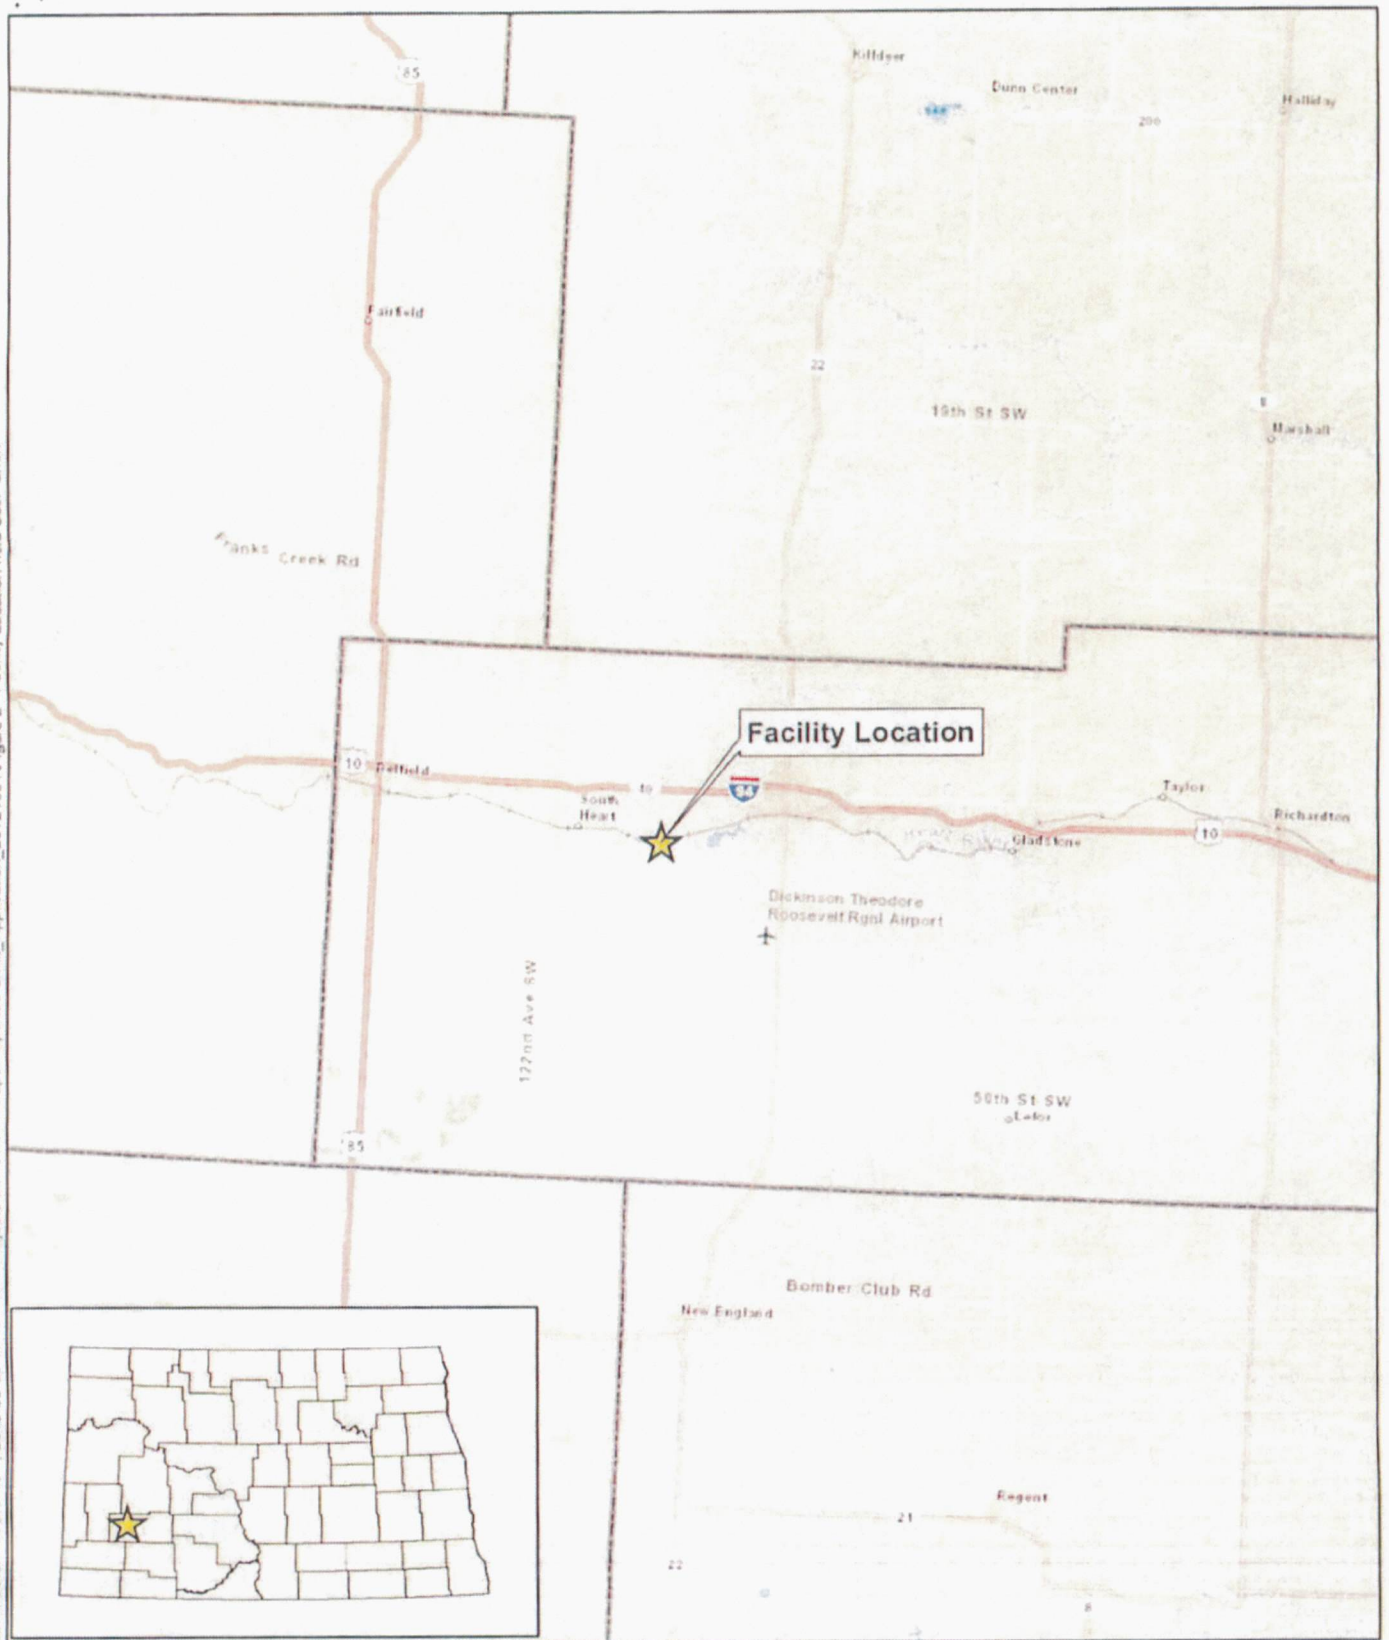 85
Killdeer
Dunn Center
Halliday
200
Fairfield
22
19th St SW
8
Marshall
Franks Creek Rd
Facility Location
10
Belfield
10
94
South
Heart
Taylor
Richardton
10
Gladstone
Dickinson Theodore
Roosevelt Rgnl Airport
122nd Ave SW
50th St SW
Lefor
85
Bomber Club Rd
New England
Regent
21
22
8